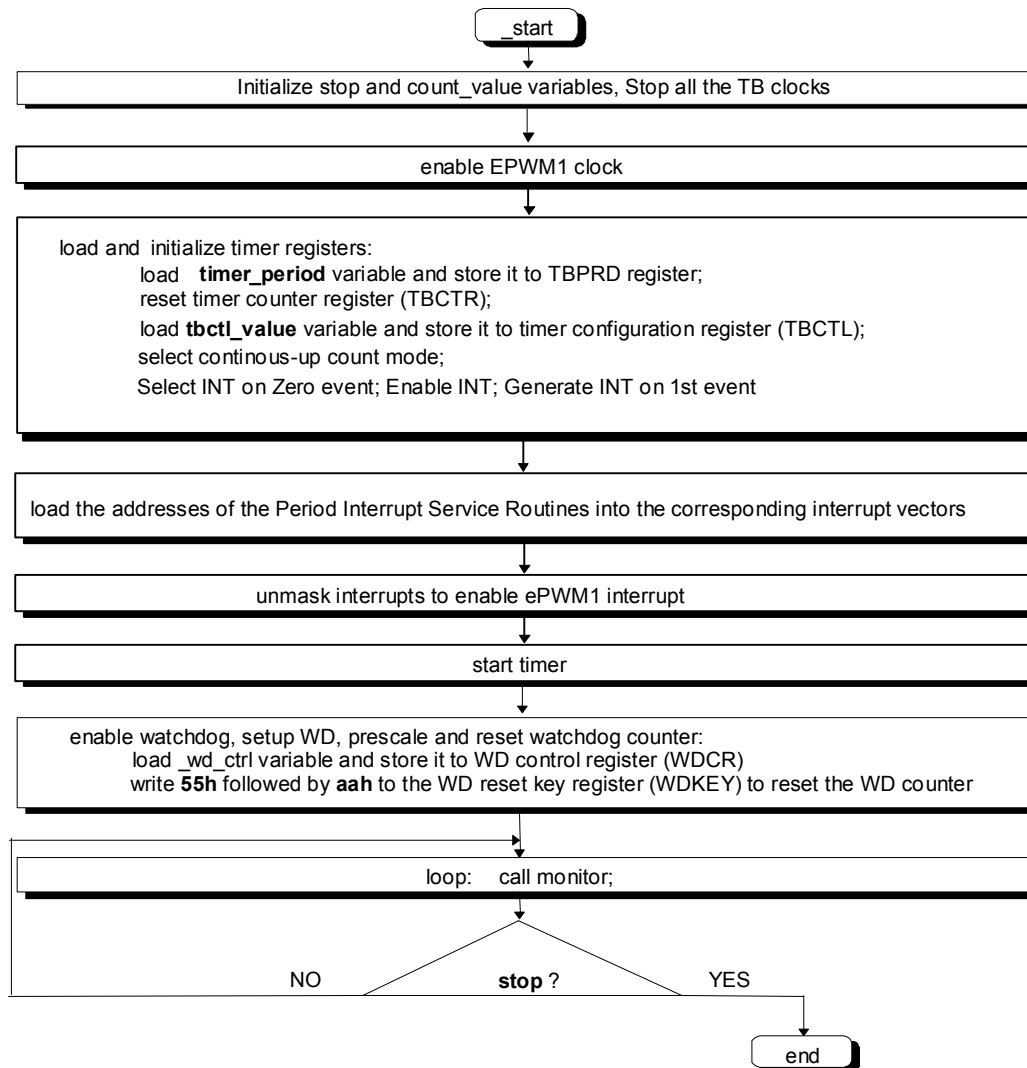 _start
Initialize stop and count_value variables, Stop all the TB clocks
enable EPWM1 clock
load and initialize timer registers:
load timer_period variable and store it to TBPRD register;
reset timer counter register (TBCTR);
load tbctl_value variable and store it to timer configuration register (TBCTL);
select continous-up count mode;
Select INT on Zero event; Enable INT; Generate INT on 1st event
load the addresses of the Period Interrupt Service Routines into the corresponding interrupt vectors
unmask interrupts to enable ePWM1 interrupt
start timer
enable watchdog, setup WD, prescale and reset watchdog counter:
load _wd_ctrl variable and store it to WD control register (WDCR)
write 55h followed by aah to the WD reset key register (WDKEY) to reset the WD counter
loop: call monitor;
NO stop ? YES
end